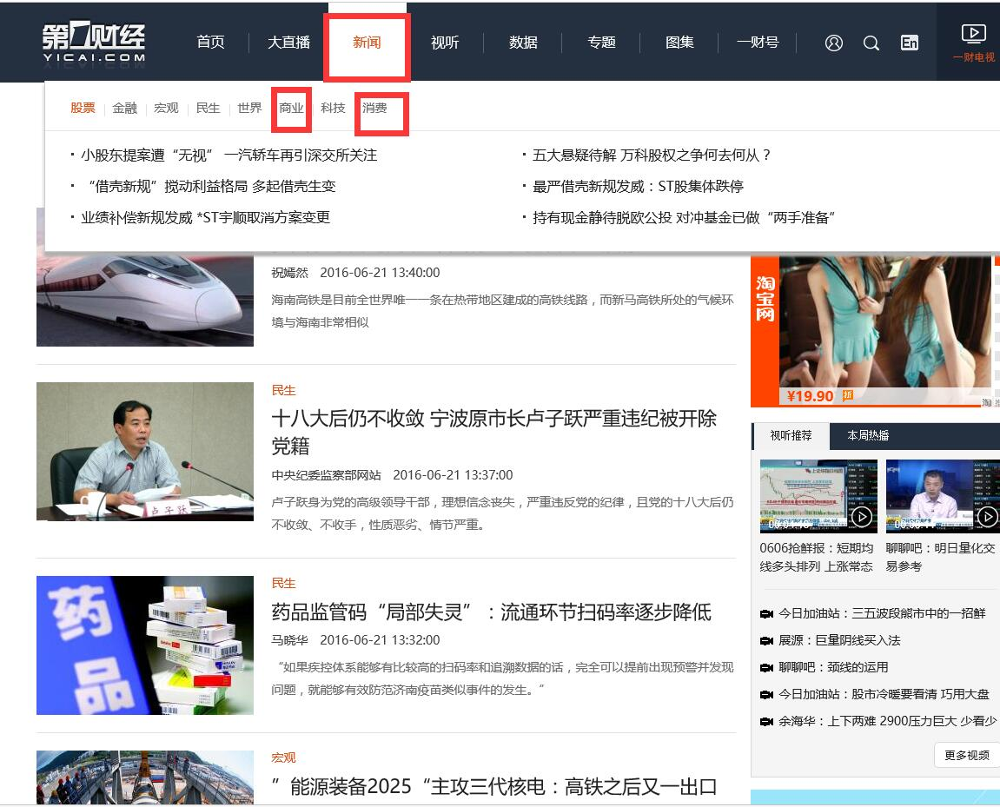 第一财经
YICAI.COM
首页
大直播
新闻
视听
数据
专题
图集
一财号
En
一财电视
股票
金融
宏观
民生
世界
商业
科技
消费
· 小股东提案遭“无视” 一汽轿车再引深交所关注
· “借壳新规”搅动利益格局 多起借壳生变
· 业绩补偿新规发威 *ST宇顺取消方案变更
· 五大悬疑待解 万科股权之争何去何从？
· 最严借壳新规发威：ST股集体跌停
· 持有现金静待脱欧公投 对冲基金已做“两手准备”
祝嫣然 2016-06-21 13:40:00
海南高铁是目前全世界唯一一条在热带地区建成的高铁线路，而新马高铁所处的气候环
境与海南非常相似
民生
十八大后仍不收敛 宁波原市长卢子跃严重违纪被开除
党籍
中央纪委监察部网站 2016-06-21 13:37:00
卢子跃身为党的高级领导干部，理想信念丧失，严重违反党的纪律，且党的十八大后仍
不收敛、不收手，性质恶劣、情节严重。
卢子跃
民生
药品监管码“局部失灵”：流通环节扫码率逐步降低
马晓华 2016-06-21 13:32:00
“如果疾控体系能够有比较高的扫码率和追溯数据的话，完全可以提前出现预警并发现
问题，就能够有效防范济南疫苗类似事件的发生。”
药品
宏观
”能源装备2025“主攻三代核电：高铁之后又一出口
淘宝网
¥19.90
折
淘
视听推荐
本周热播
0606抢鲜报：短期均
线多头排列 上涨常态
聊聊吧：明日量化交
易参考
今日加油站：三五波段熊市中的一招鲜
展源：巨量阴线买入法
聊聊吧：颈线的运用
今日加油站：股市冷暖要看清 巧用大盘
余海华：上下两难 2900压力巨大 少看少
更多视频